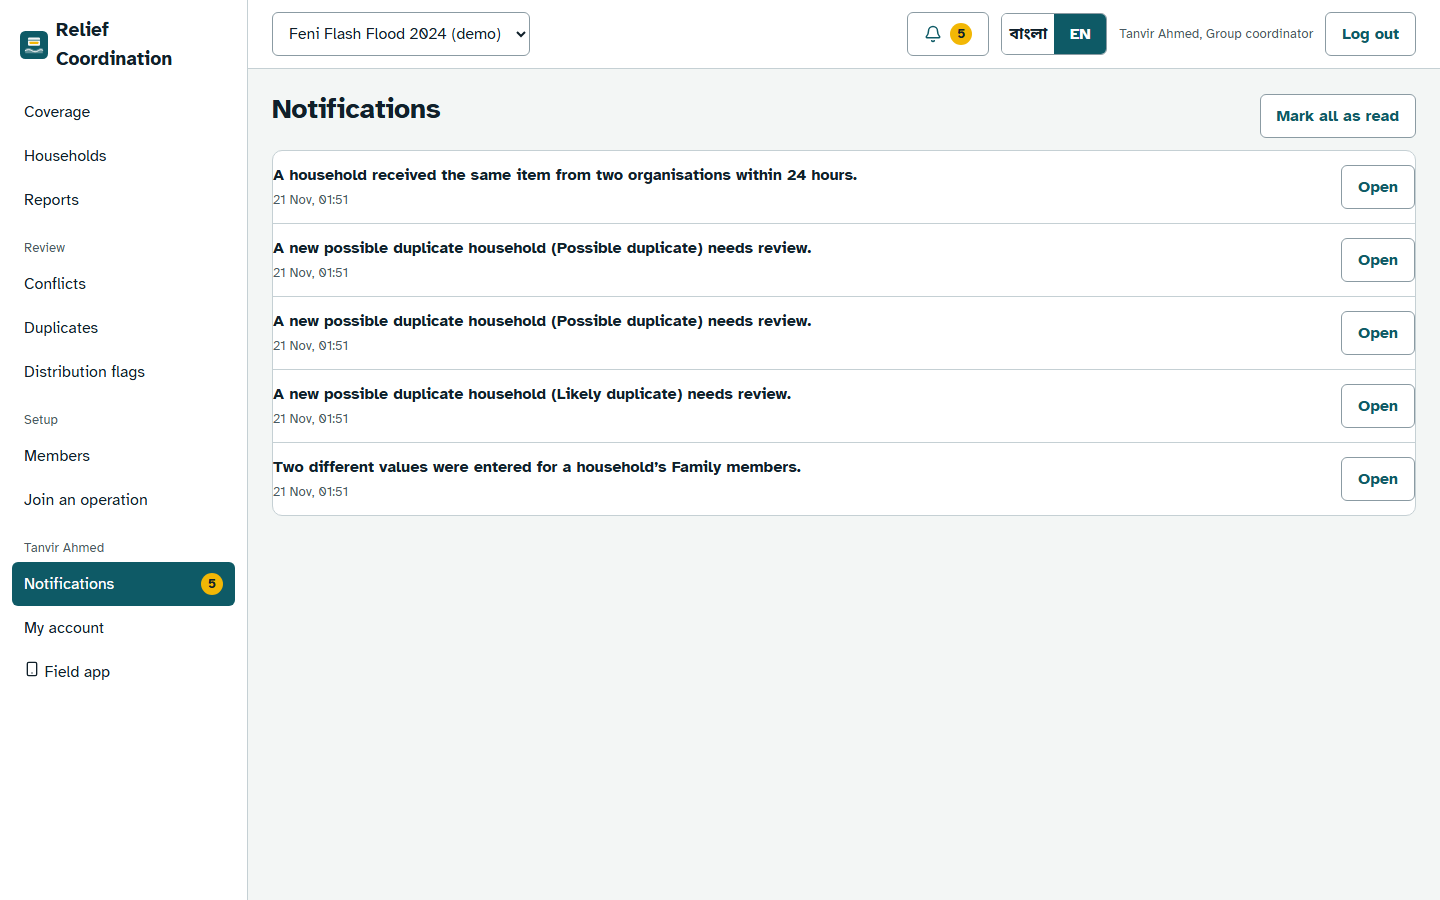 Relief
Coordination
Coverage
Households
Reports
Review
Conflicts
Duplicates
Distribution flags
Setup
Members
Join an operation
Tanvir Ahmed
Notifications 5
My account
Field app
Feni Flash Flood 2024 (demo)
5
বাংলা EN
Tanvir Ahmed, Group coordinator
Log out
Notifications
Mark all as read
A household received the same item from two organisations within 24 hours.
21 Nov, 01:51
Open
A new possible duplicate household (Possible duplicate) needs review.
21 Nov, 01:51
Open
A new possible duplicate household (Possible duplicate) needs review.
21 Nov, 01:51
Open
A new possible duplicate household (Likely duplicate) needs review.
21 Nov, 01:51
Open
Two different values were entered for a household’s Family members.
21 Nov, 01:51
Open